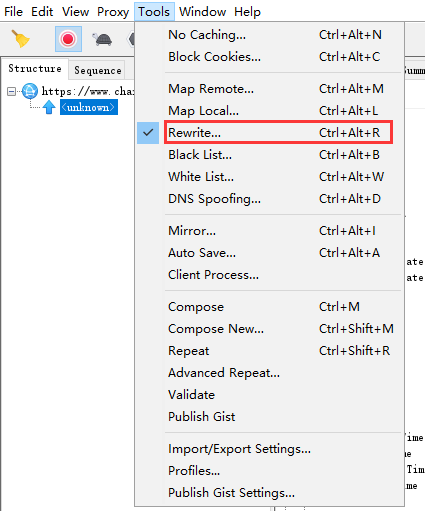 File Edit View Proxy Tools Window Help
Structure Sequence
https://www.cha
<unknown>
No Caching... Ctrl+Alt+N
Block Cookies... Ctrl+Alt+C
Map Remote... Ctrl+Alt+M
Map Local... Ctrl+Alt+L
Rewrite... Ctrl+Alt+R
Black List... Ctrl+Alt+B
White List... Ctrl+Alt+W
DNS Spoofing... Ctrl+Alt+D
Mirror... Ctrl+Alt+I
Auto Save... Ctrl+Alt+A
Client Process...
Compose Ctrl+M
Compose New... Ctrl+Shift+M
Repeat Ctrl+Shift+R
Advanced Repeat...
Validate
Publish Gist
Import/Export Settings...
Profiles...
Publish Gist Settings...
Summ
ate
ate
Time
me
Tim
me